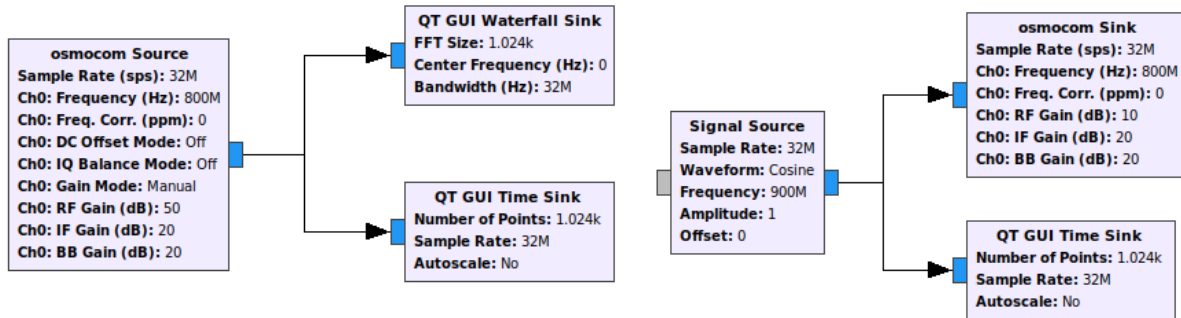 osmocom Source
Sample Rate (sps): 32M
Ch0: Frequency (Hz): 800M
Ch0: Freq. Corr. (ppm): 0
Ch0: DC Offset Mode: Off
Ch0: IQ Balance Mode: Off
Ch0: Gain Mode: Manual
Ch0: RF Gain (dB): 50
Ch0: IF Gain (dB): 20
Ch0: BB Gain (dB): 20
QT GUI Waterfall Sink
FFT Size: 1.024k
Center Frequency (Hz): 0
Bandwidth (Hz): 32M
QT GUI Time Sink
Number of Points: 1.024k
Sample Rate: 32M
Autoscale: No
Signal Source
Sample Rate: 32M
Waveform: Cosine
Frequency: 900M
Amplitude: 1
Offset: 0
osmocom Sink
Sample Rate (sps): 32M
Ch0: Frequency (Hz): 800M
Ch0: Freq. Corr. (ppm): 0
Ch0: RF Gain (dB): 10
Ch0: IF Gain (dB): 20
Ch0: BB Gain (dB): 20
QT GUI Time Sink
Number of Points: 1.024k
Sample Rate: 32M
Autoscale: No